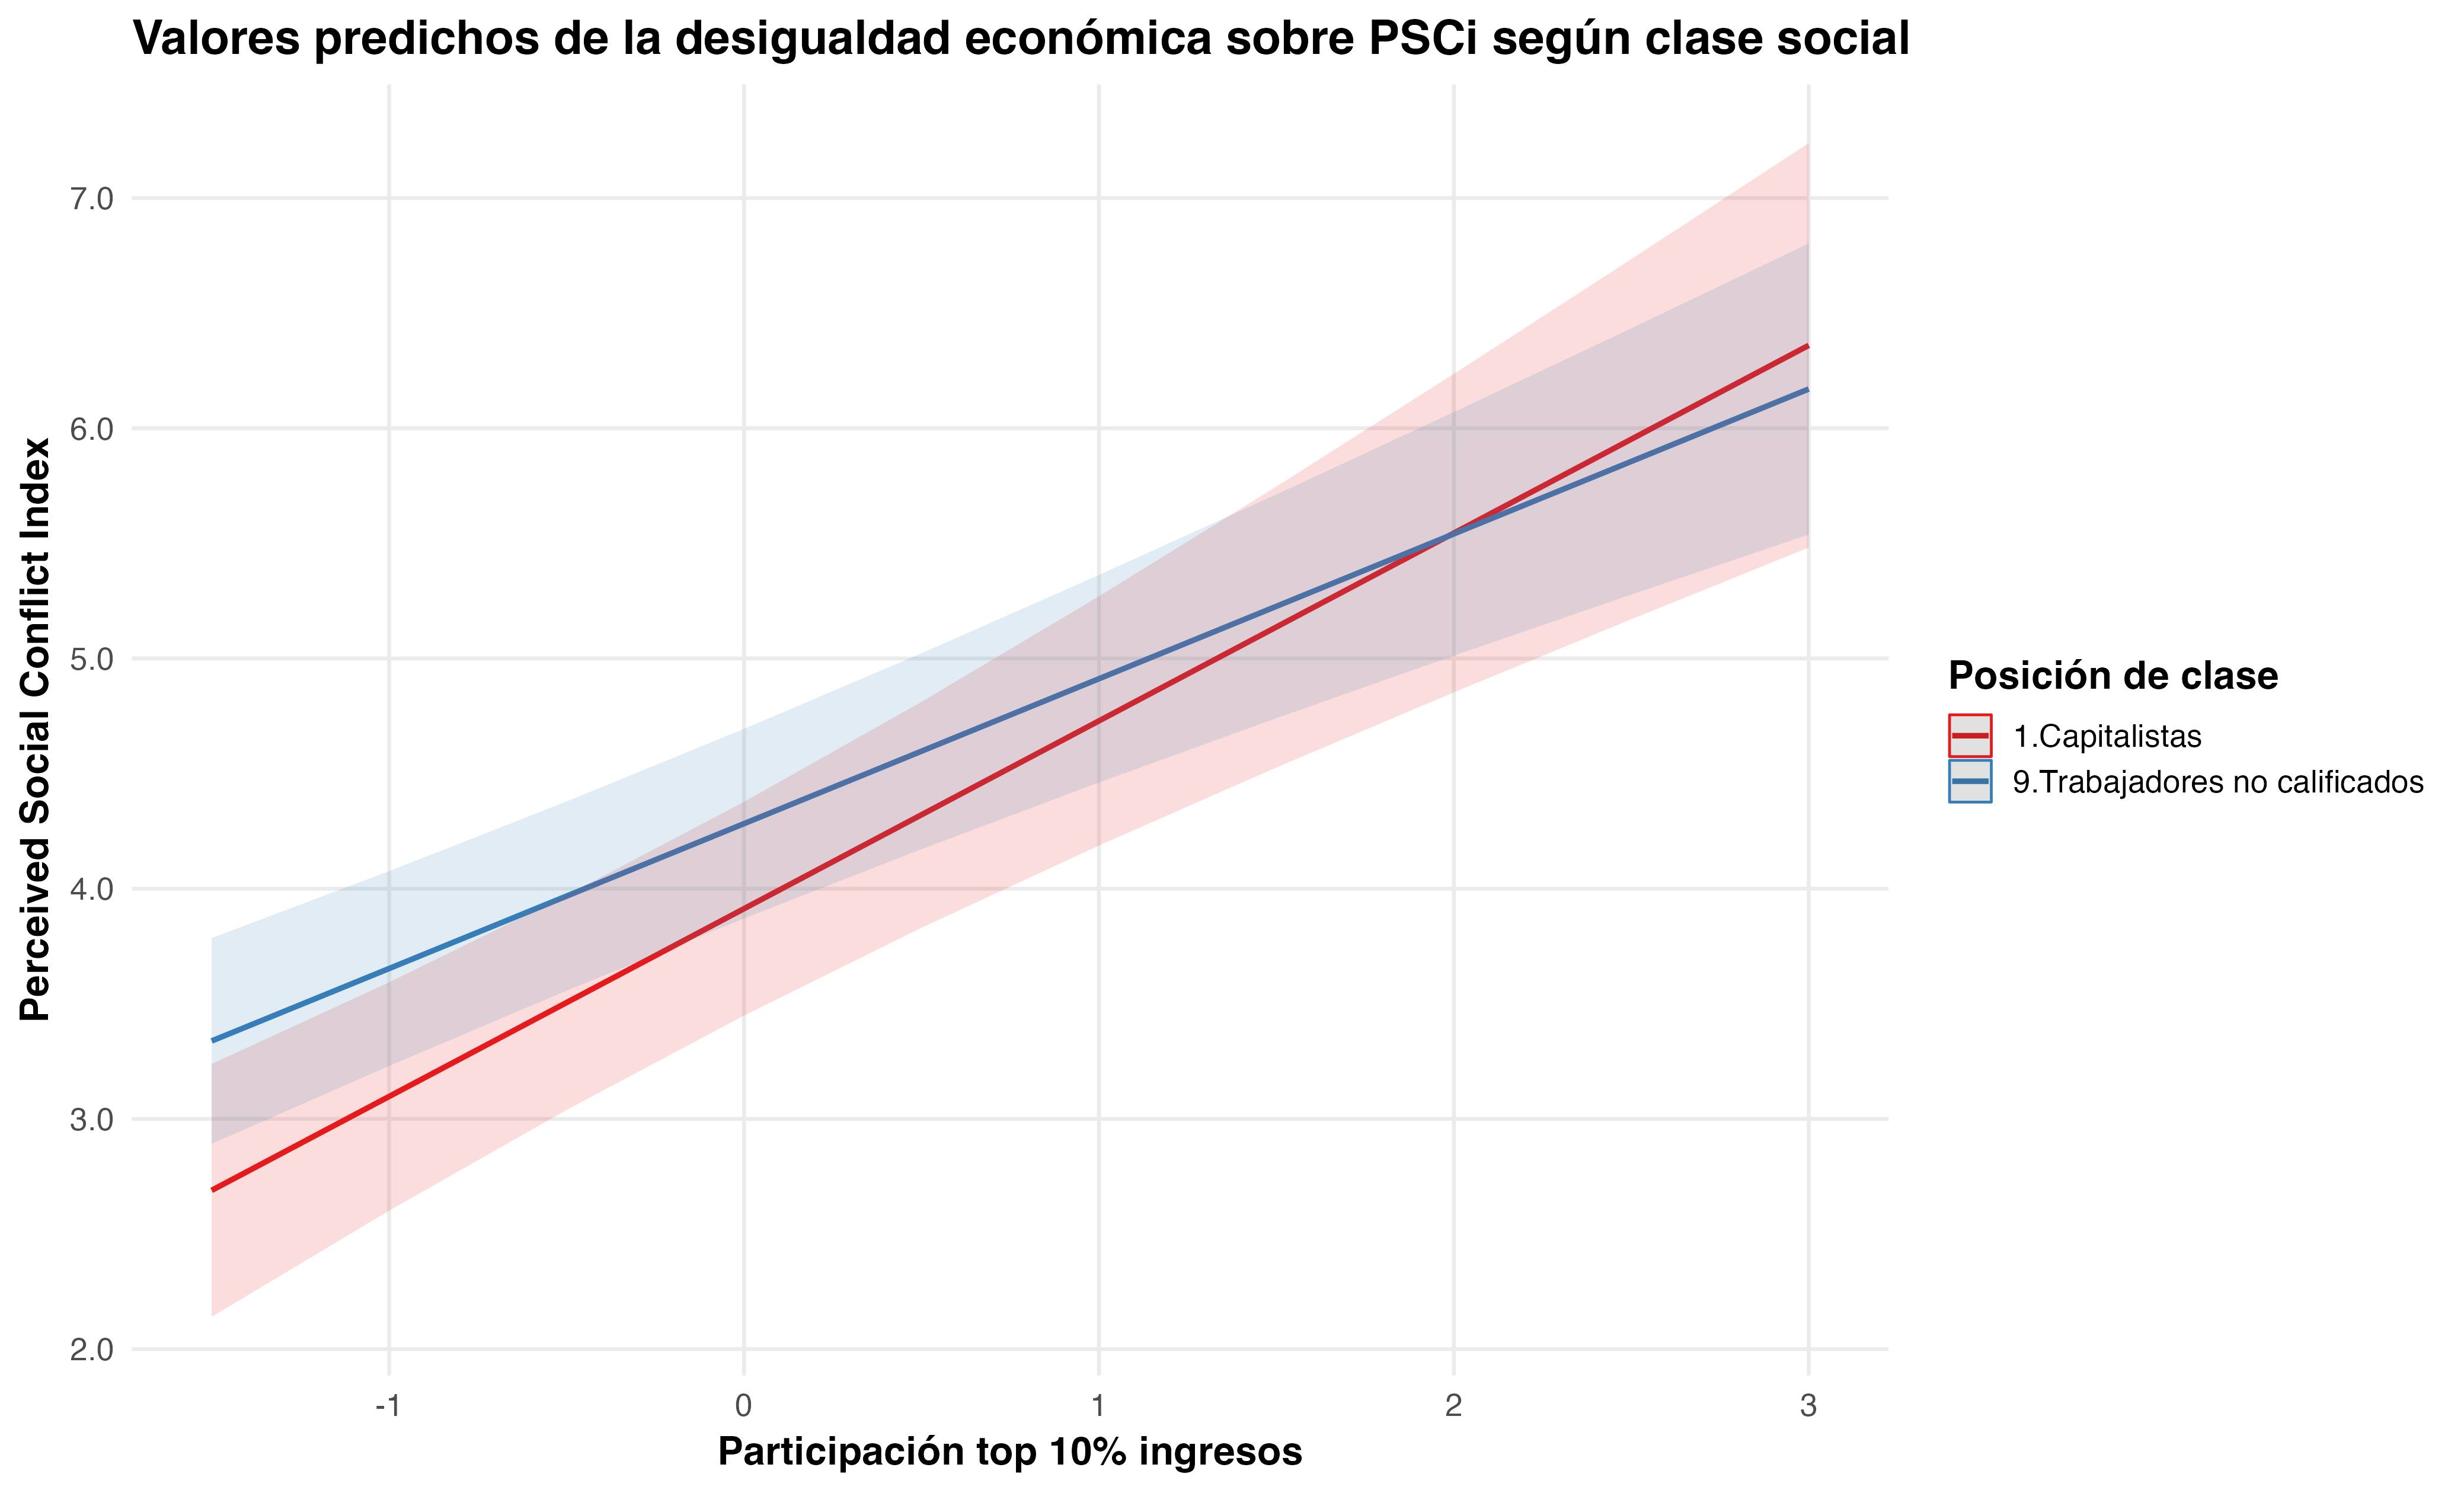 Valores predichos de la desigualdad económica sobre PSCi según clase social
Perceived Social Conflict Index
7.0
6.0
5.0
4.0
3.0
2.0
-1
0
1
2
3
Participación top 10% ingresos
Posición de clase
1.Capitalistas
9.Trabajadores no calificados